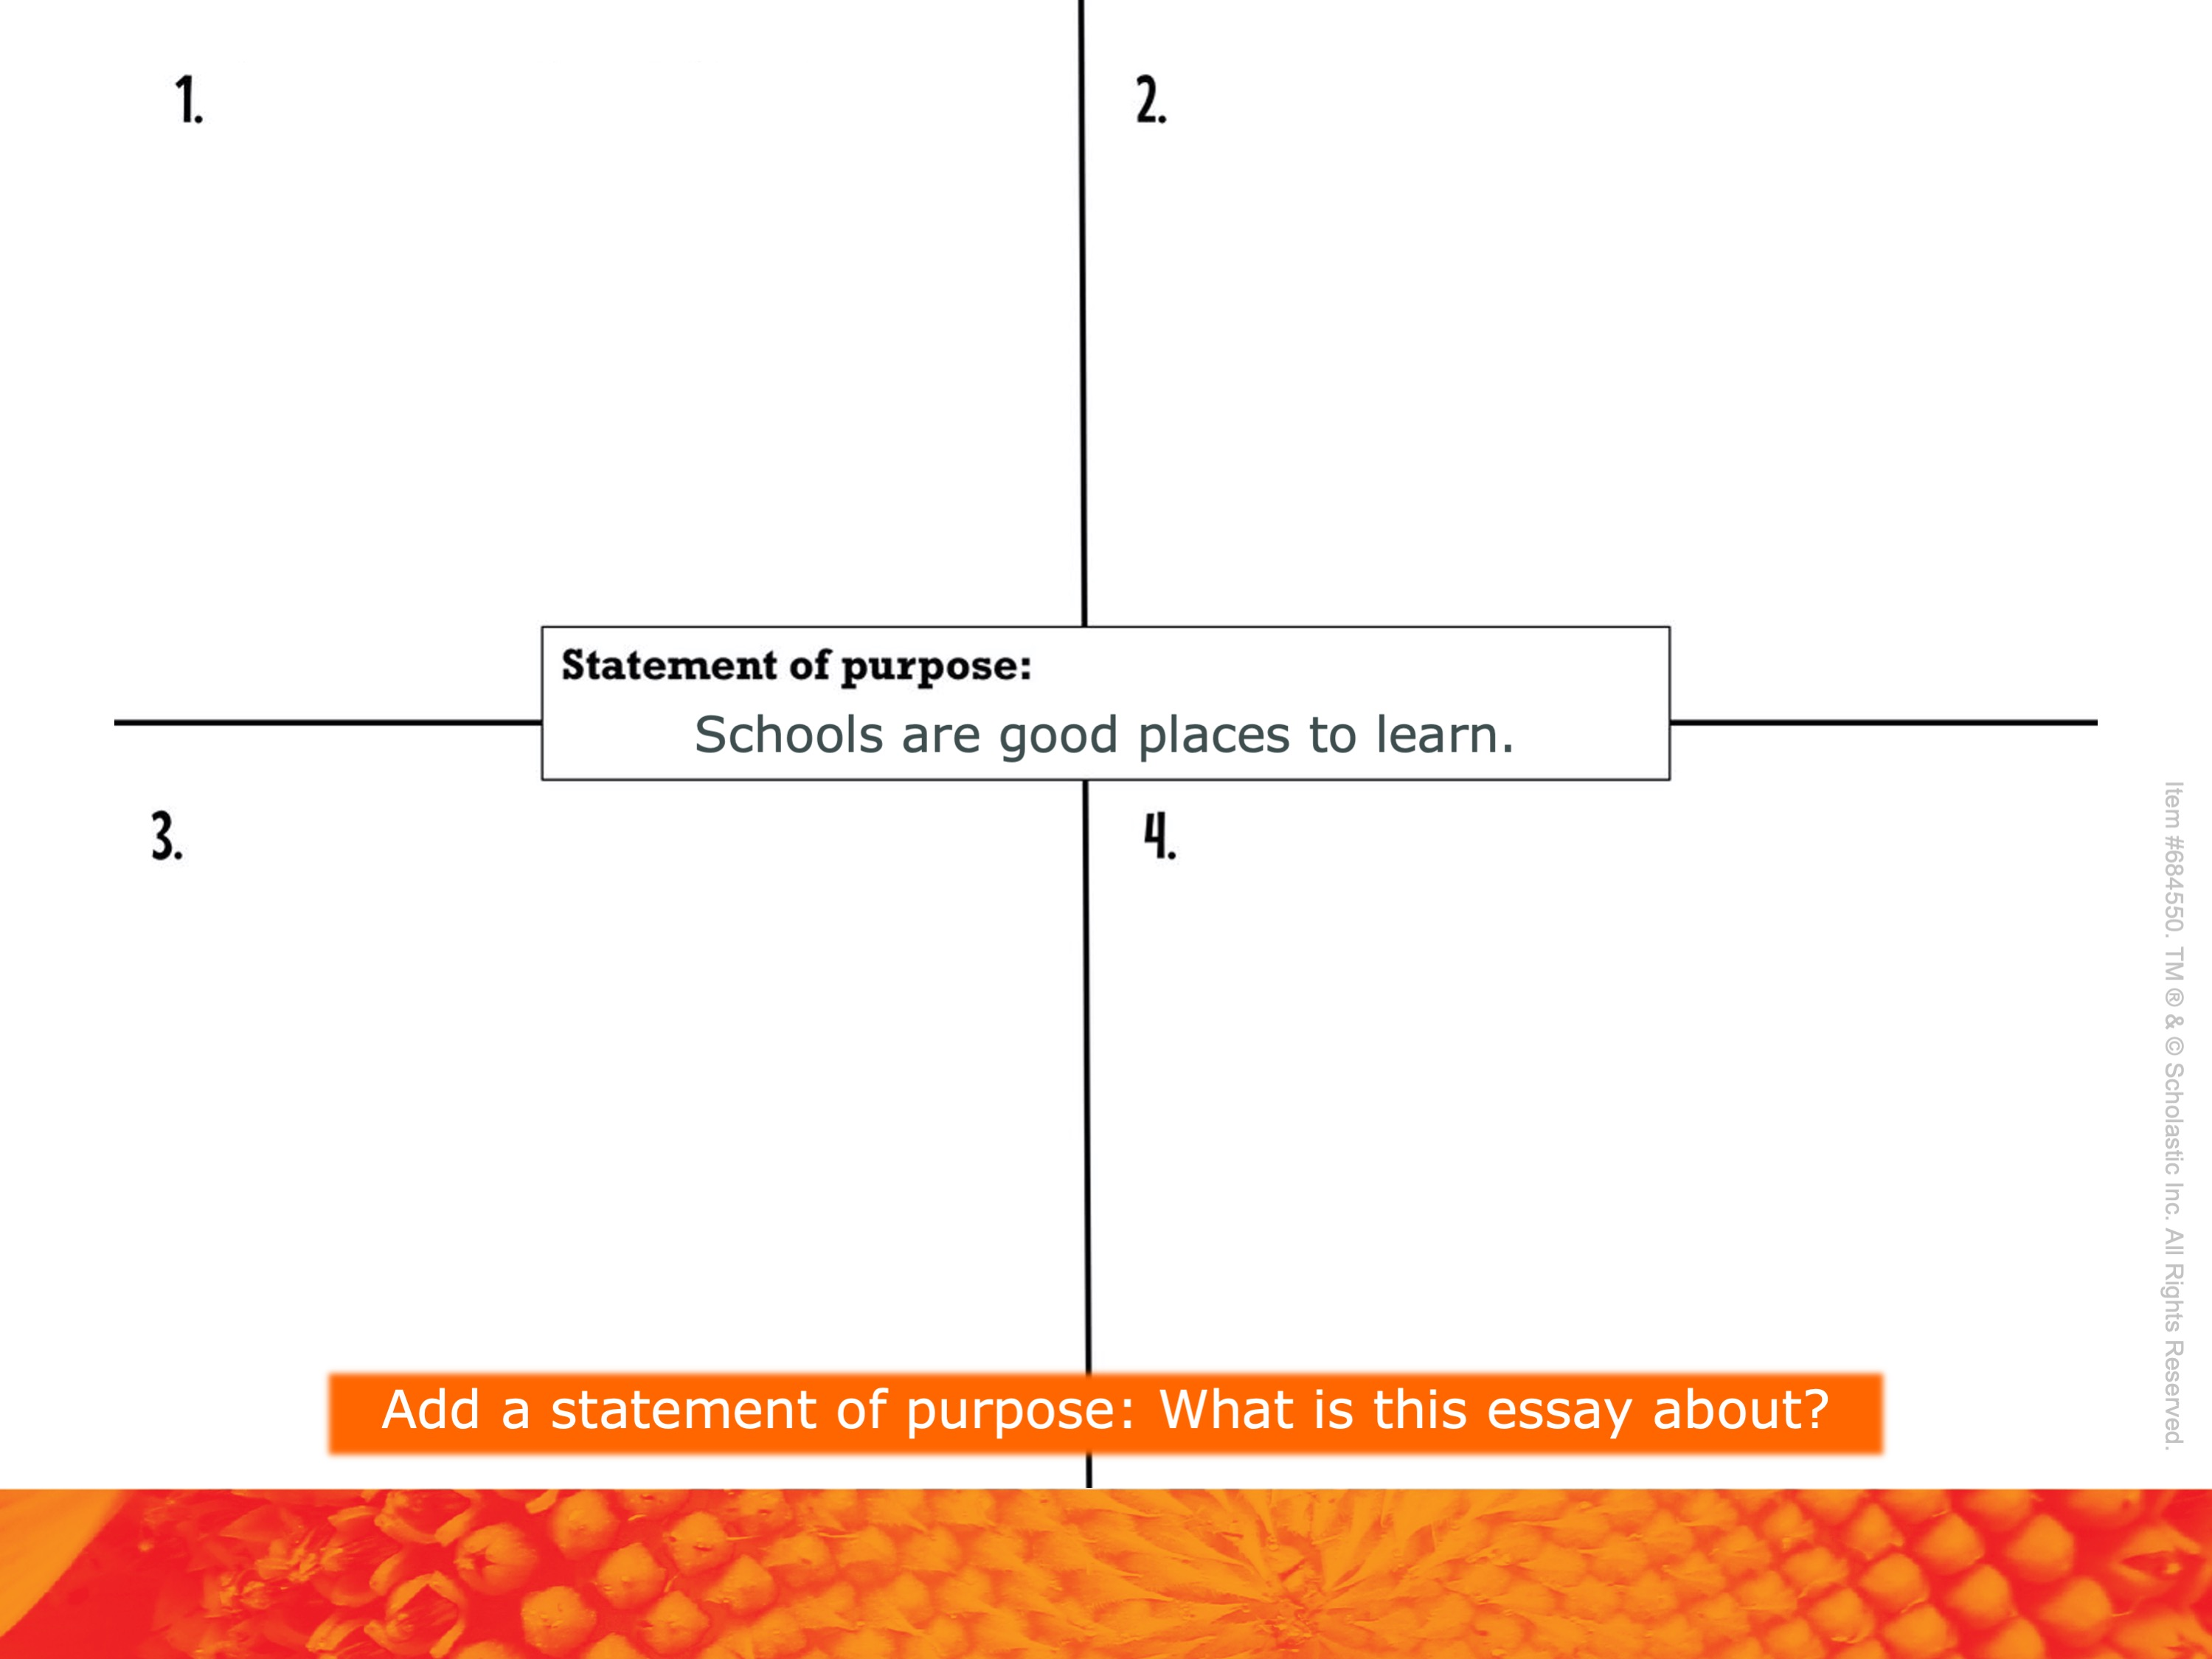 1.
2.
Statement of purpose:
Schools are good places to learn.
3.
4.
Add a statement of purpose: What is this essay about?
Item #684550. TM ® & © Scholastic Inc. All Rights Reserved.